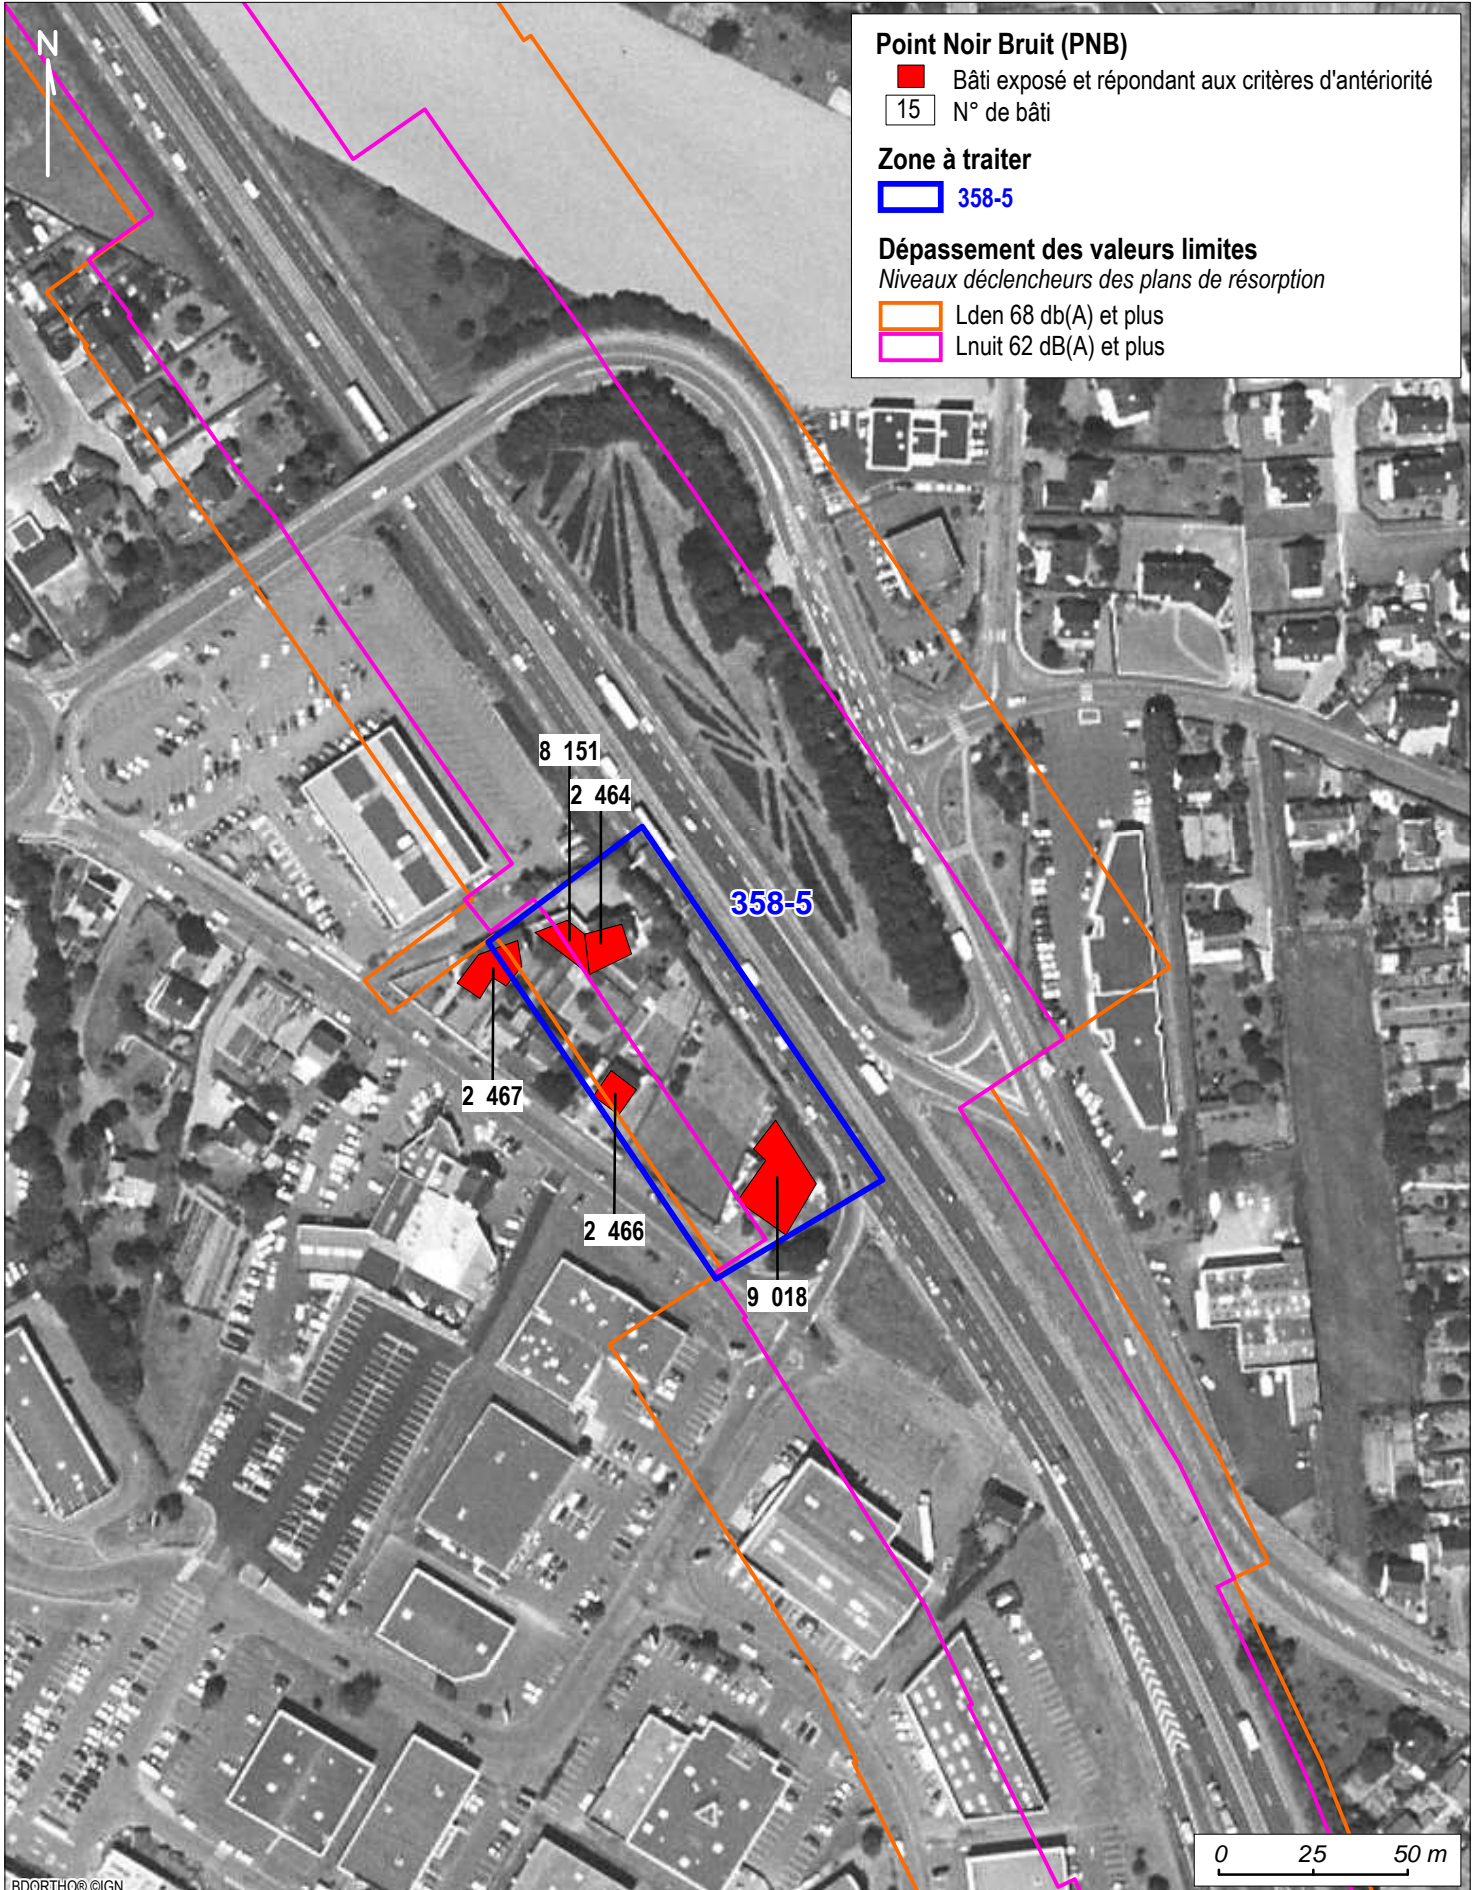 Point Noir Bruit (PNB)
Bâti exposé et répondant aux critères d'antériorité
15 N° de bâti
Zone à traiter
358-5
Dépassement des valeurs limites
Niveaux déclencheurs des plans de résorption
Lden 68 db(A) et plus
Lnuit 62 dB(A) et plus
N
8 151
2 464
358-5
2 467
2 466
9 018
0 25 50 m
BDORTHO® ©IGN